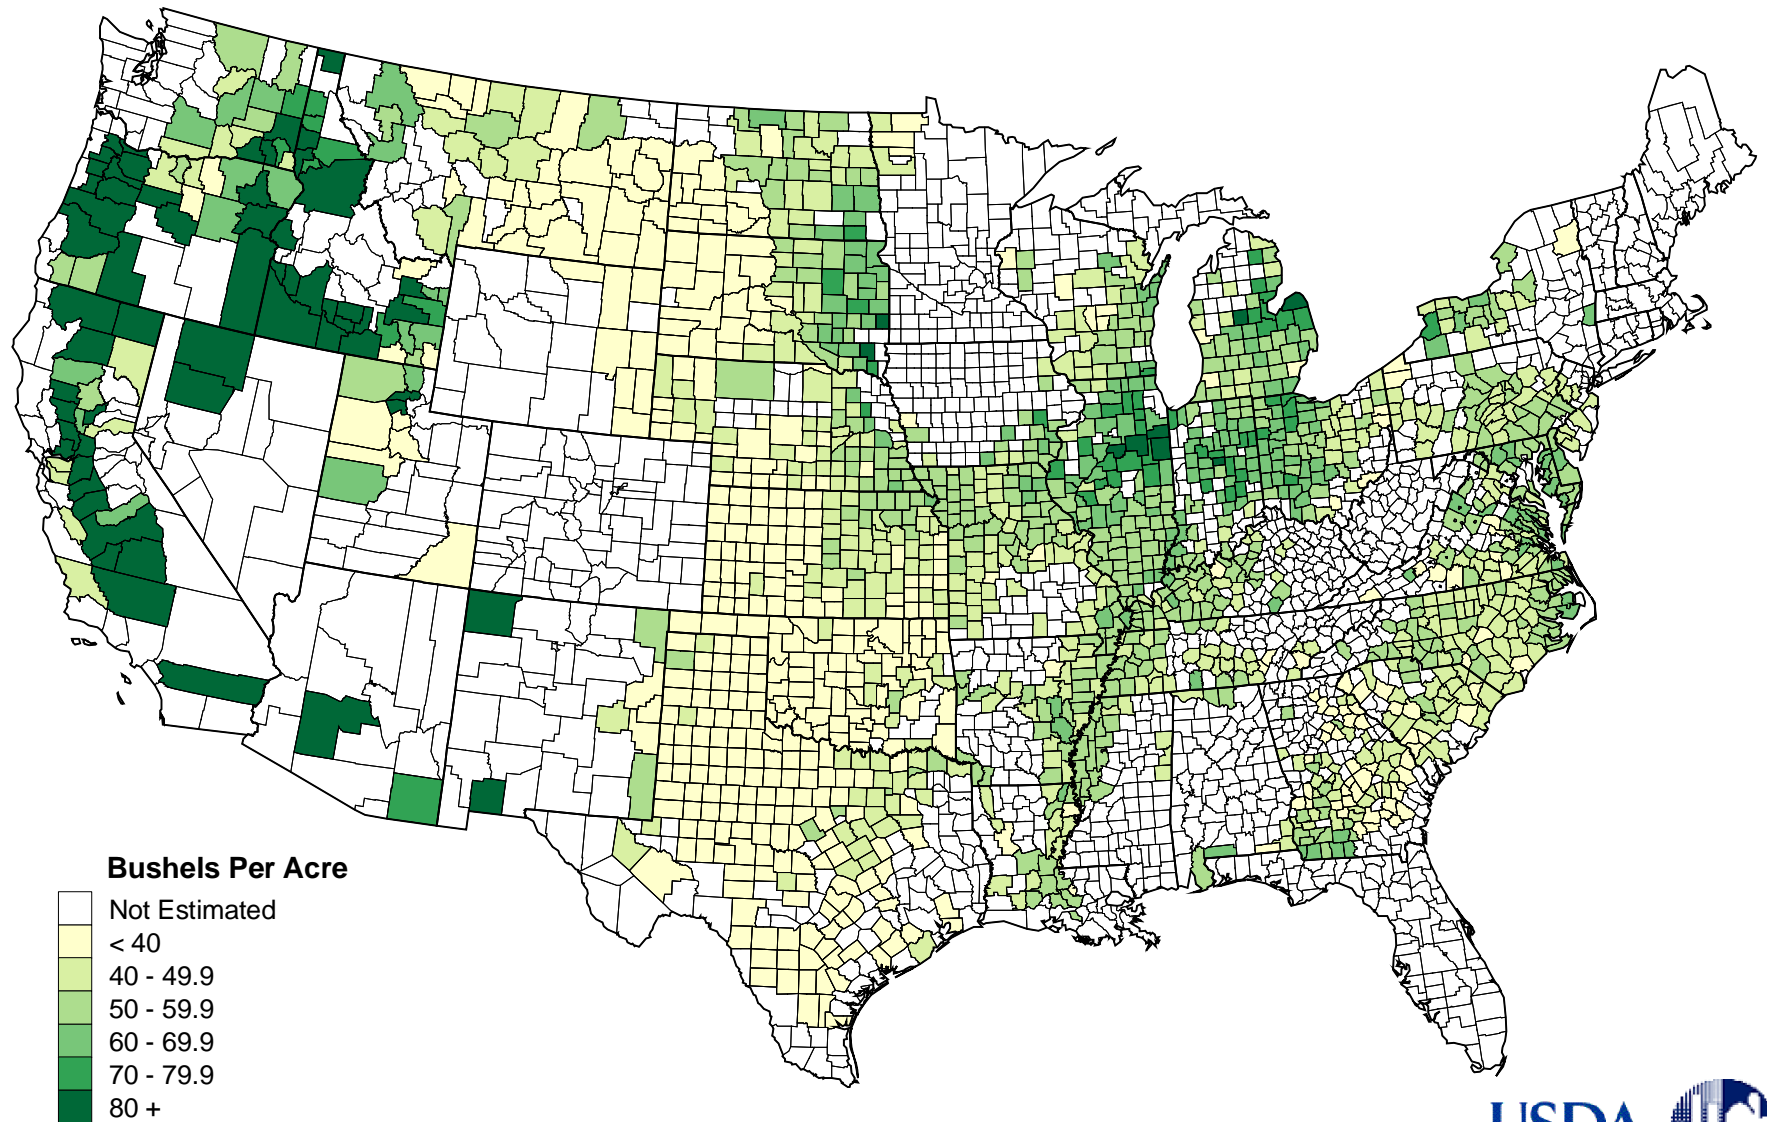 Bushels Per Acre
Not Estimated
< 40
40 - 49.9
50 - 59.9
60 - 69.9
70 - 79.9
80 +
USDA